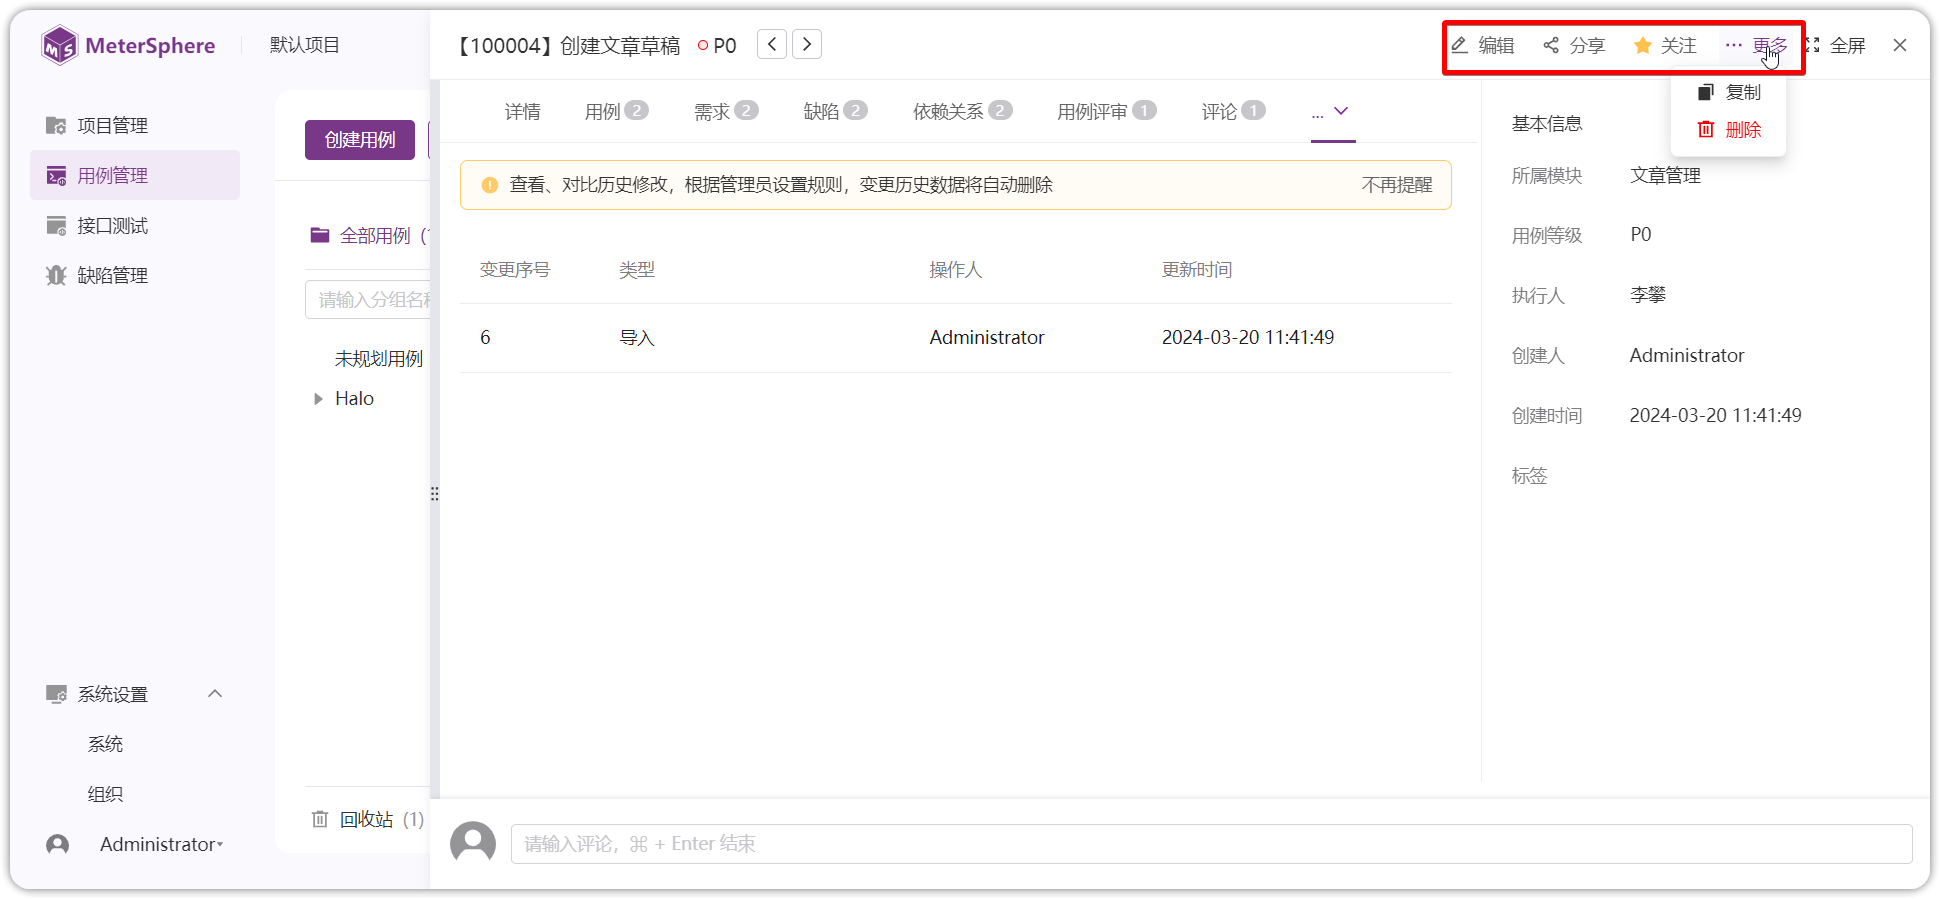 MeterSphere
默认项目
项目管理
用例管理
接口测试
缺陷管理
系统设置
系统
组织
Administrator
创建用例
全部用例 (
请输入分组名
未规划用例
Halo
回收站 (1)
【100004】创建文章草稿 P0
编辑 分享 关注 ··· 更多 全屏
复制
删除
详情 用例 2 需求 2 缺陷 2 依赖关系 2 用例评审 1 评论 1 ...
查看、对比历史修改，根据管理员设置规则，变更历史数据将自动删除 不再提醒
变更序号 类型 操作人 更新时间
6 导入 Administrator 2024-03-20 11:41:49
基本信息
所属模块 文章管理
用例等级 P0
执行人 李攀
创建人 Administrator
创建时间 2024-03-20 11:41:49
标签
请输入评论，⌘ + Enter 结束